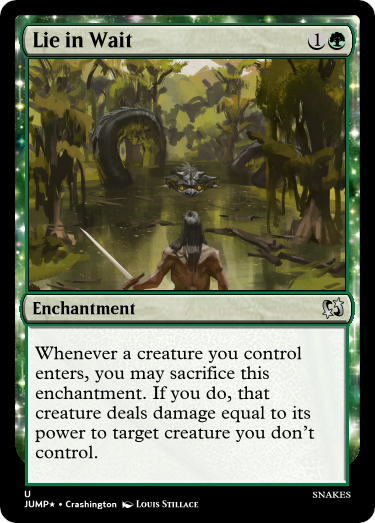 Lie in Wait 1
Enchantment
Whenever a creature you control
enters, you may sacrifice this
enchantment. If you do, that
creature deals damage equal to its
power to target creature you don't
control.
U
JUMP★ • Crashington Louis Stillace
SNAKES